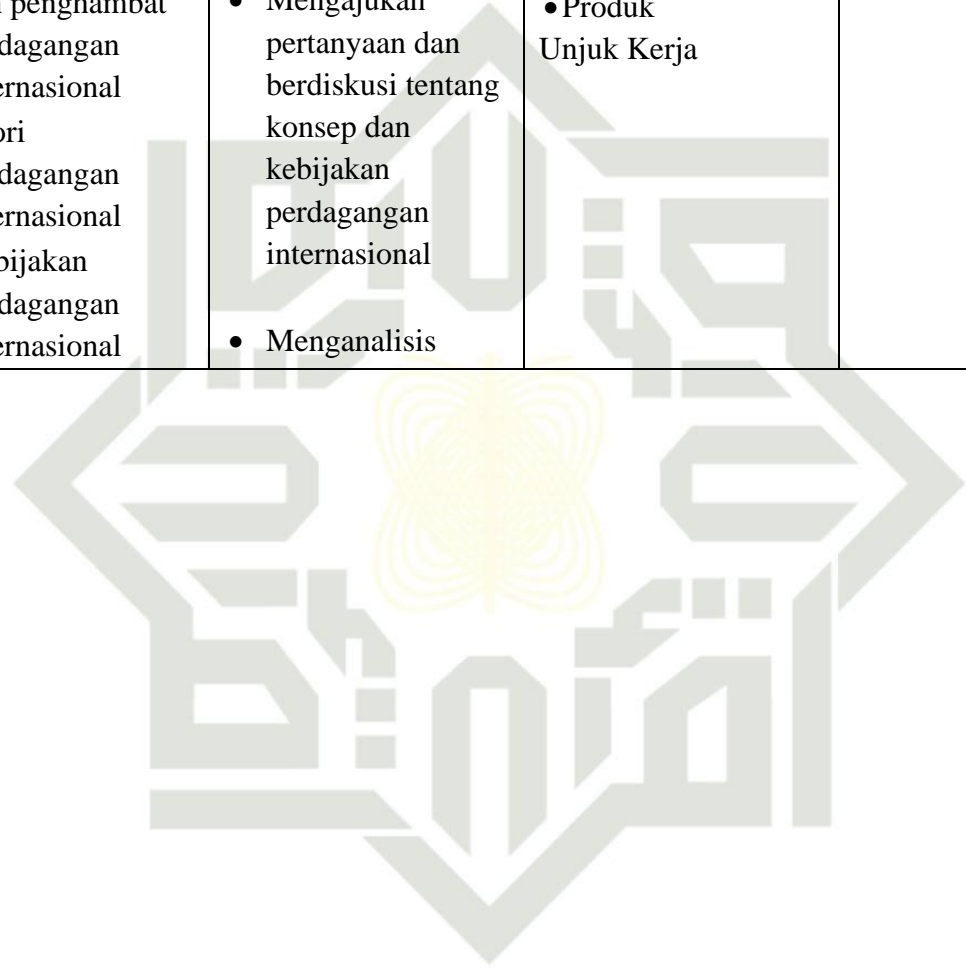 n penghambat
dagangan
ernasional
ori
dagangan
ernasional
bijakan
dagangan
ernasional
• Mengajukan
pertanyaan dan
berdiskusi tentang
konsep dan
kebijakan
perdagangan
internasional
• Menganalisis
•Produk
Unjuk Kerja